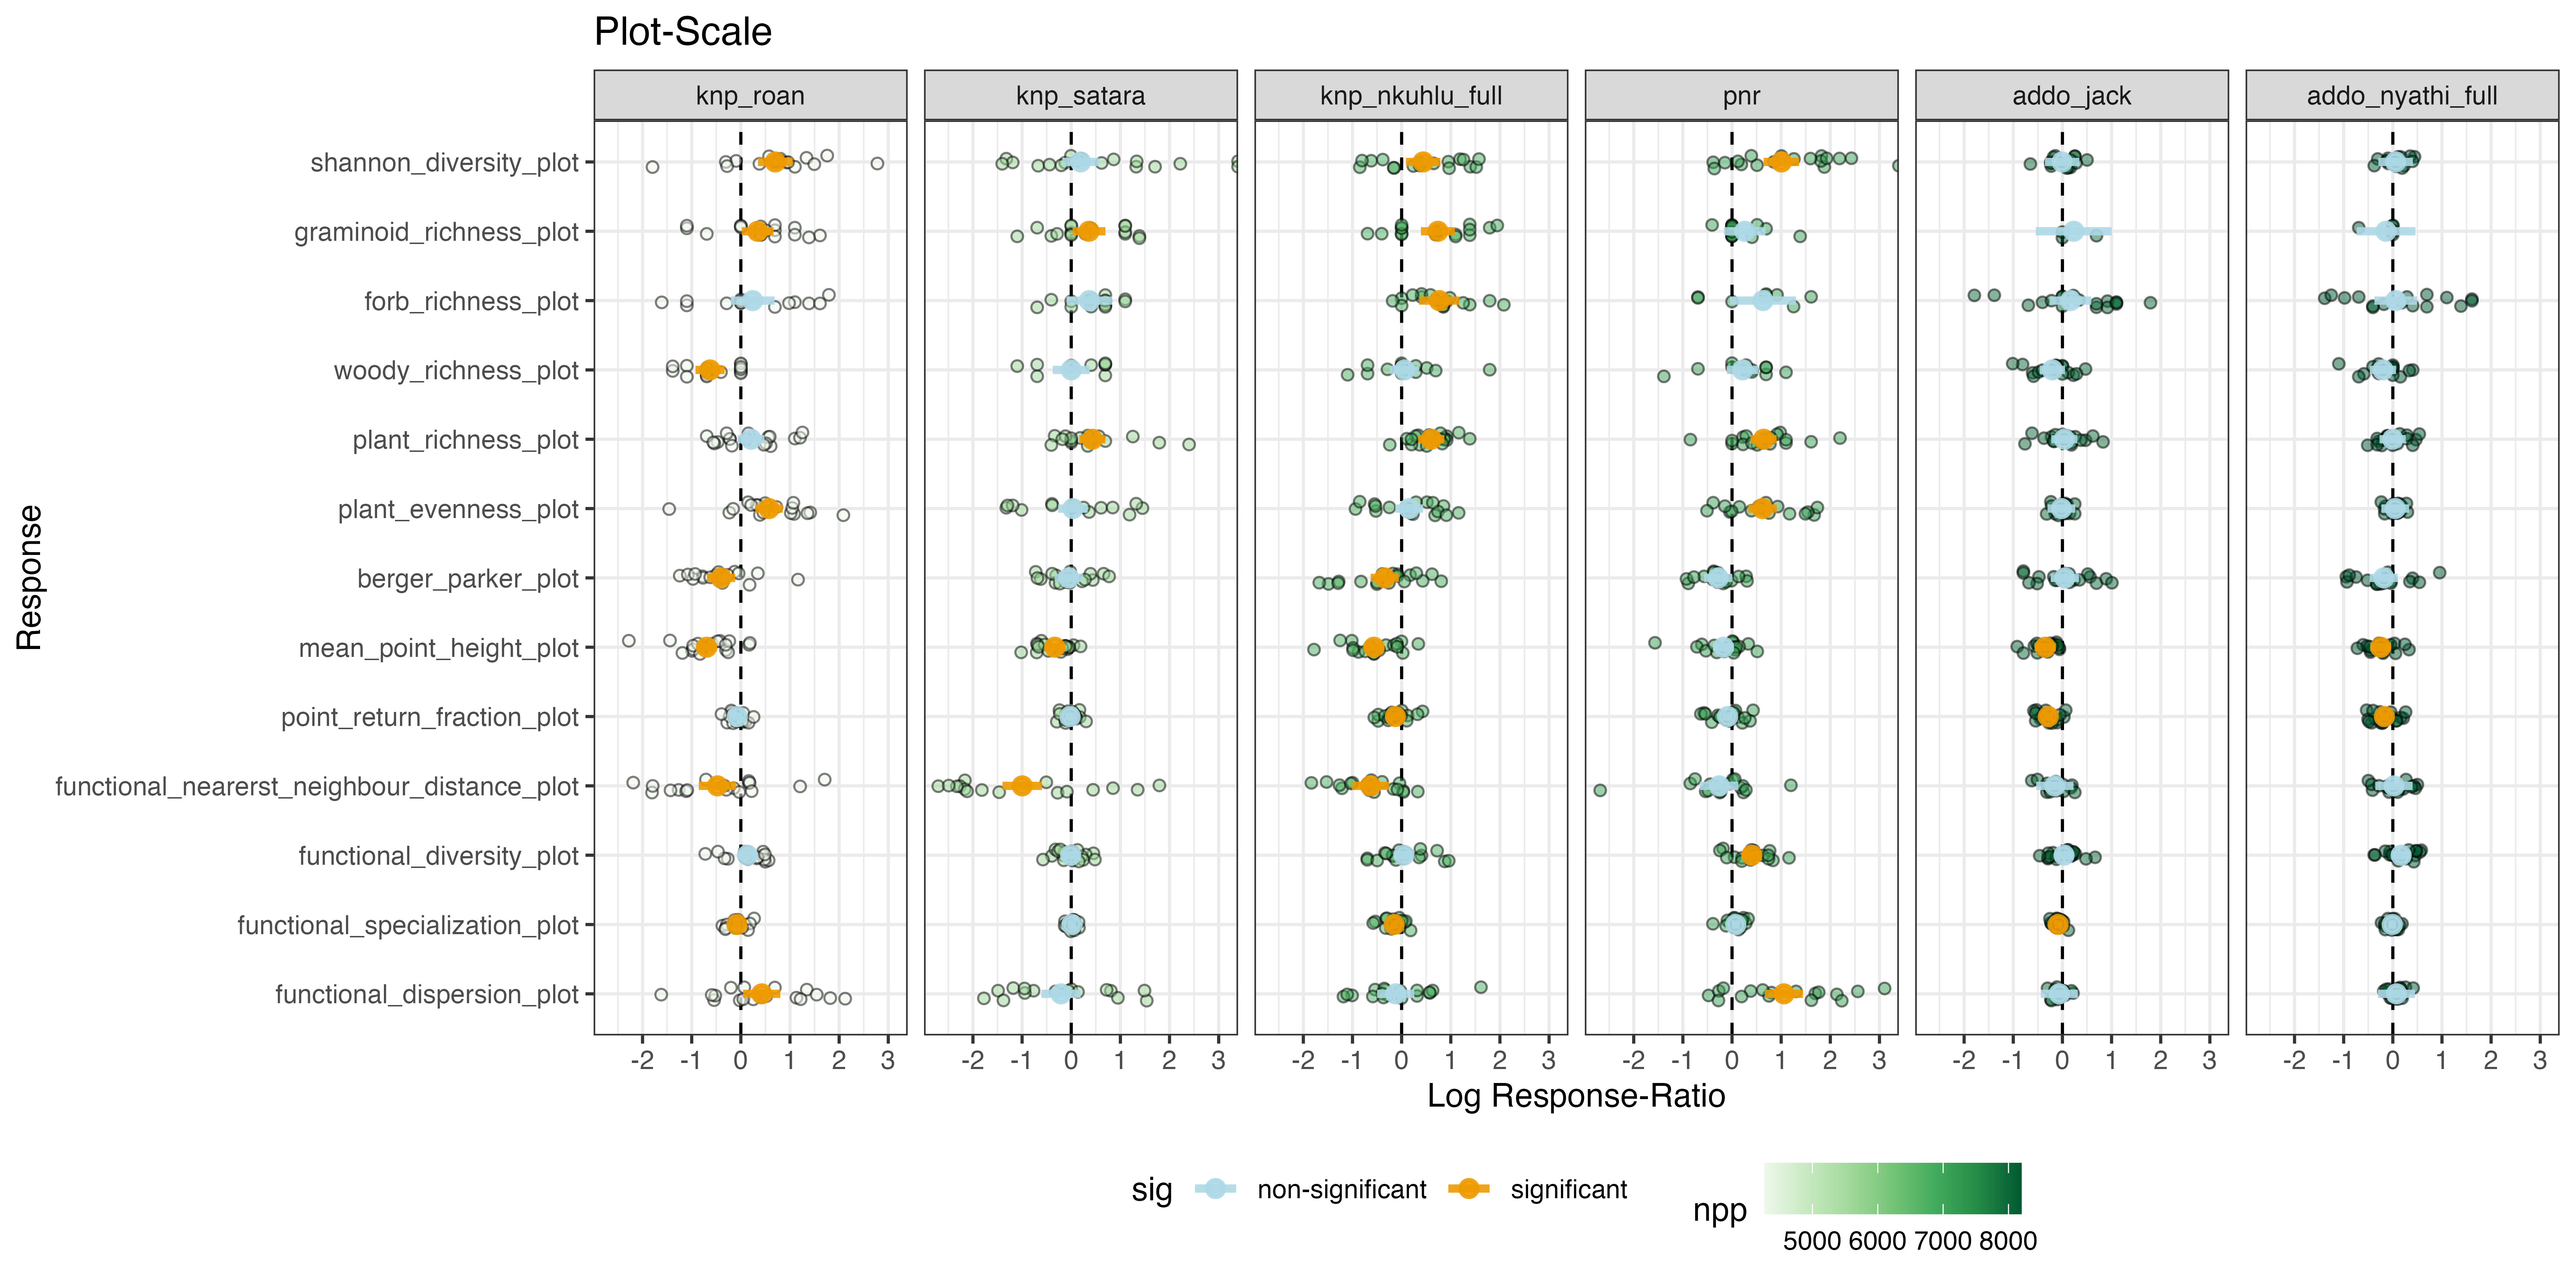 Plot-Scale
knp_roan knp_satara knp_nkuhlu_full pnr addo_jack addo_nyathi_full
shannon_diversity_plot
graminoid_richness_plot
forb_richness_plot
woody_richness_plot
plant_richness_plot
plant_evenness_plot
berger_parker_plot
mean_point_height_plot
point_return_fraction_plot
functional_nearerst_neighbour_distance_plot
functional_diversity_plot
functional_specialization_plot
functional_dispersion_plot
Response
-2 -1 0 1 2 3 -2 -1 0 1 2 3 -2 -1 0 1 2 3 -2 -1 0 1 2 3 -2 -1 0 1 2 3 -2 -1 0 1 2 3
Log Response-Ratio
sig non-significant significant npp
5000 6000 7000 8000